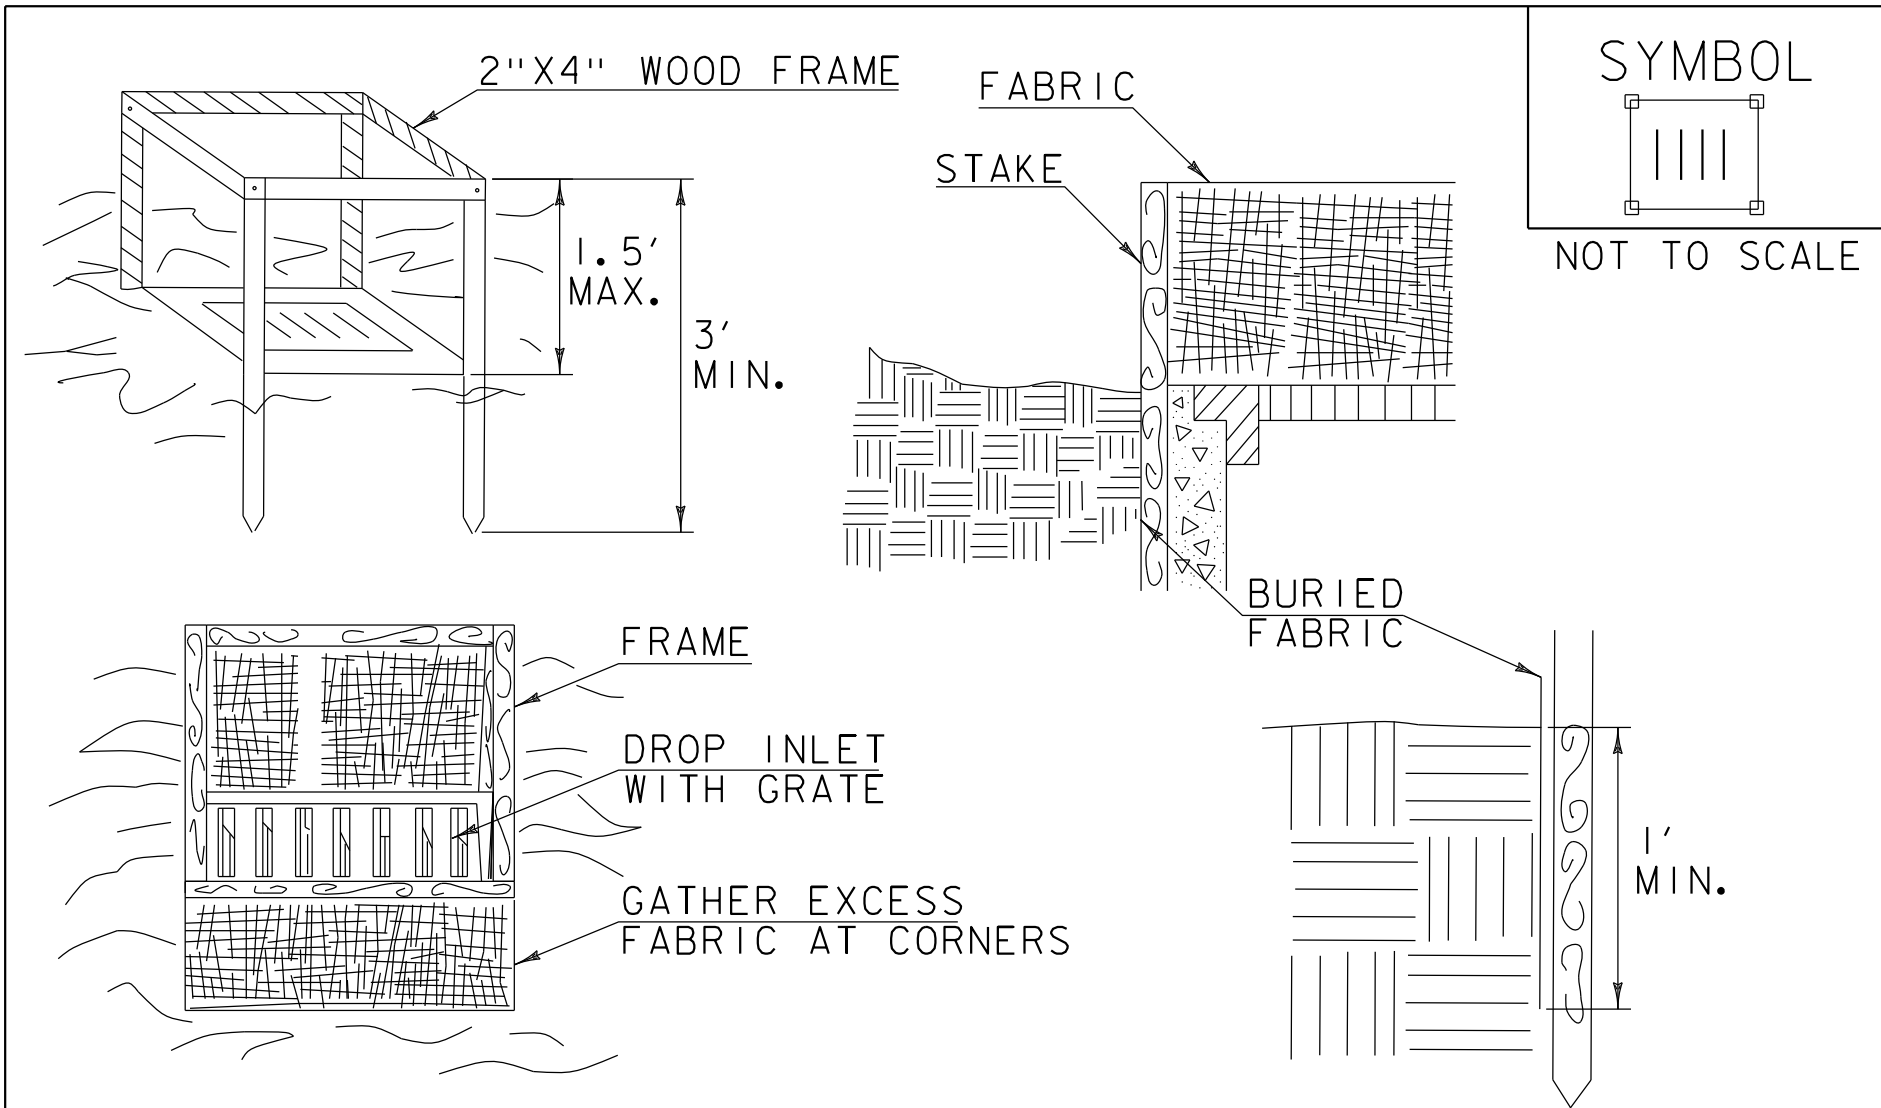 2"X4" WOOD FRAME
1.5'
MAX.
3'
MIN.
FABRIC
STAKE
SYMBOL
NOT TO SCALE
BURIED
FABRIC
FRAME
DROP INLET
WITH GRATE
GATHER EXCESS
FABRIC AT CORNERS
1'
MIN.